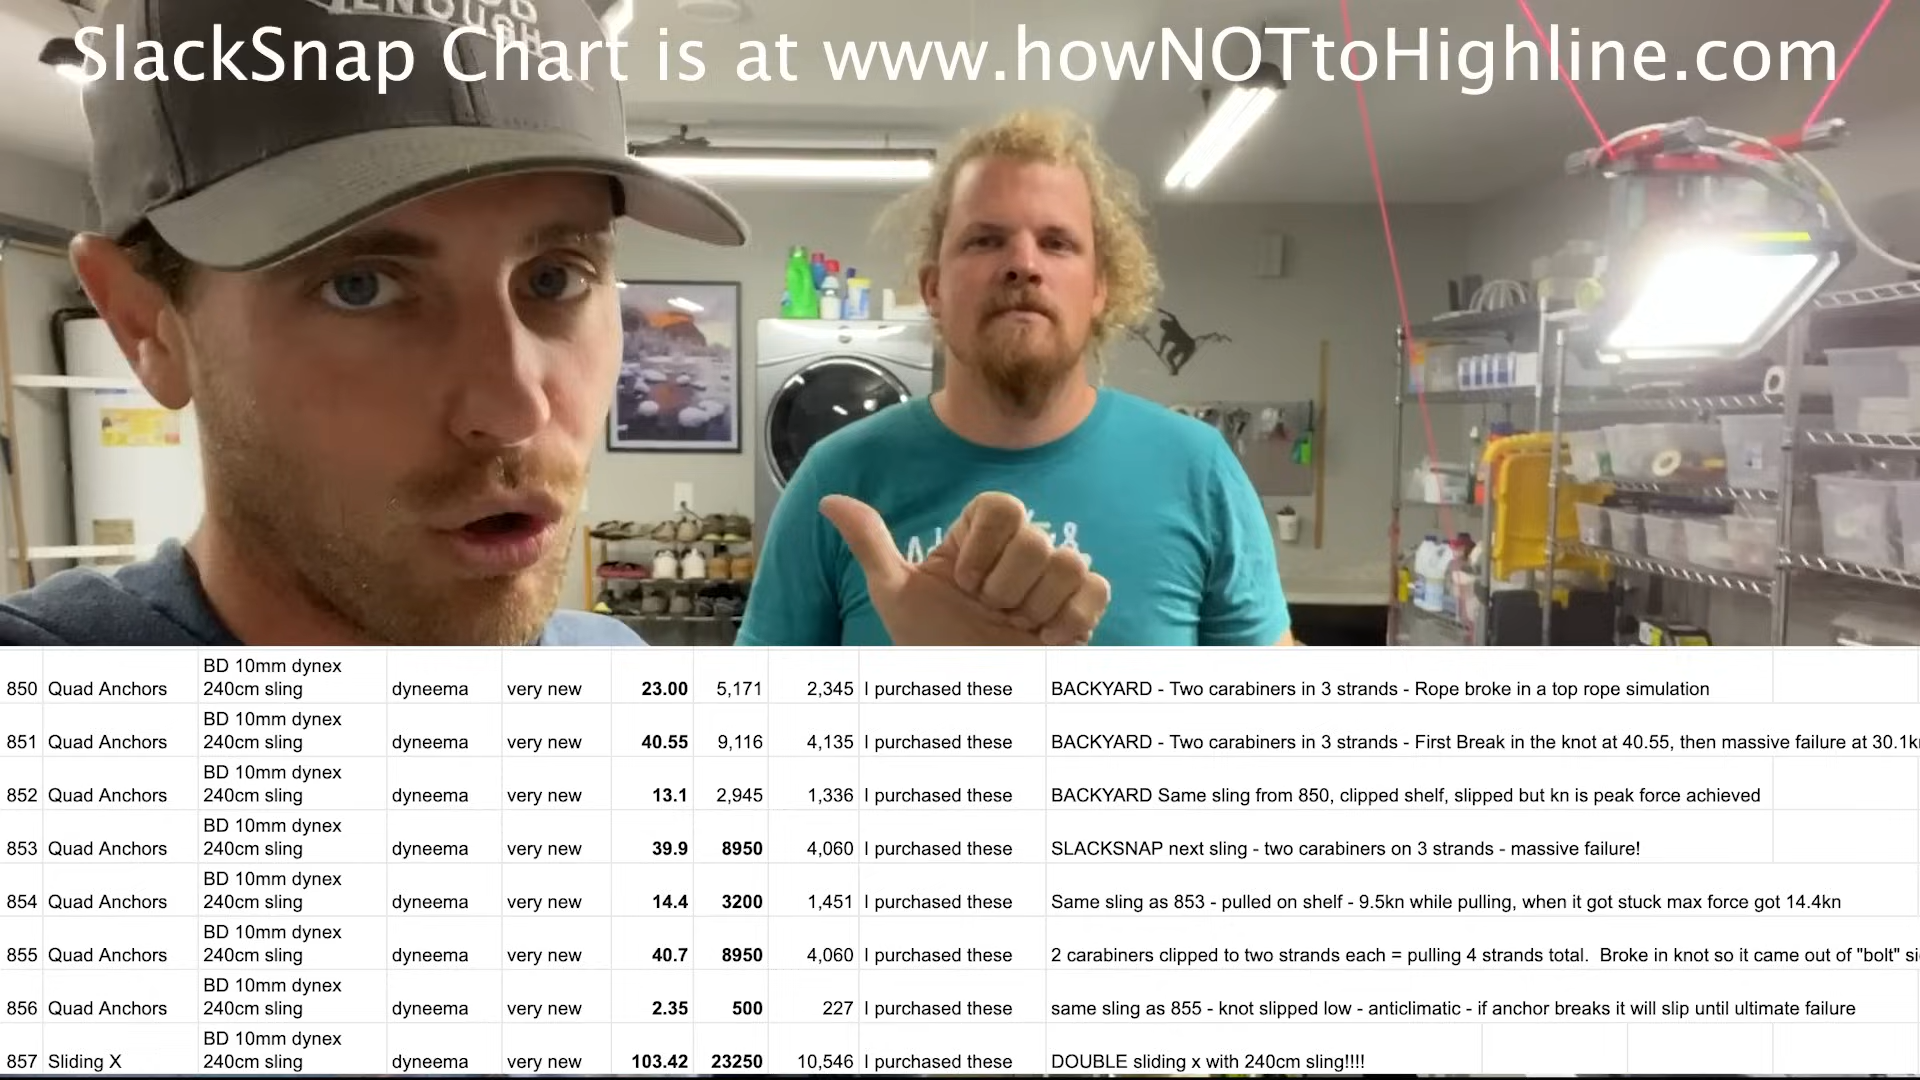 SlackSnap Chart is at www.howNOTtoHighline.com
ENOUGH
850 Quad Anchors BD 10mm dynex 240cm sling dyneema very new 23.00 5,171 2,345 I purchased these BACKYARD - Two carabiners in 3 strands - Rope broke in a top rope simulation
851 Quad Anchors BD 10mm dynex 240cm sling dyneema very new 40.55 9,116 4,135 I purchased these BACKYARD - Two carabiners in 3 strands - First Break in the knot at 40.55, then massive failure at 30.1k
852 Quad Anchors BD 10mm dynex 240cm sling dyneema very new 13.1 2,945 1,336 I purchased these BACKYARD Same sling from 850, clipped shelf, slipped but kn is peak force achieved
853 Quad Anchors BD 10mm dynex 240cm sling dyneema very new 39.9 8950 4,060 I purchased these SLACKSNAP next sling - two carabiners on 3 strands - massive failure!
854 Quad Anchors BD 10mm dynex 240cm sling dyneema very new 14.4 3200 1,451 I purchased these Same sling as 853 - pulled on shelf - 9.5kn while pulling, when it got stuck max force got 14.4kn
855 Quad Anchors BD 10mm dynex 240cm sling dyneema very new 40.7 8950 4,060 I purchased these 2 carabiners clipped to two strands each = pulling 4 strands total. Broke in knot so it came out of "bolt" si
856 Quad Anchors BD 10mm dynex 240cm sling dyneema very new 2.35 500 227 I purchased these same sling as 855 - knot slipped low - anticlimatic - if anchor breaks it will slip until ultimate failure
857 Sliding X BD 10mm dynex 240cm sling dyneema very new 103.42 23250 10,546 I purchased these DOUBLE sliding x with 240cm sling!!!!